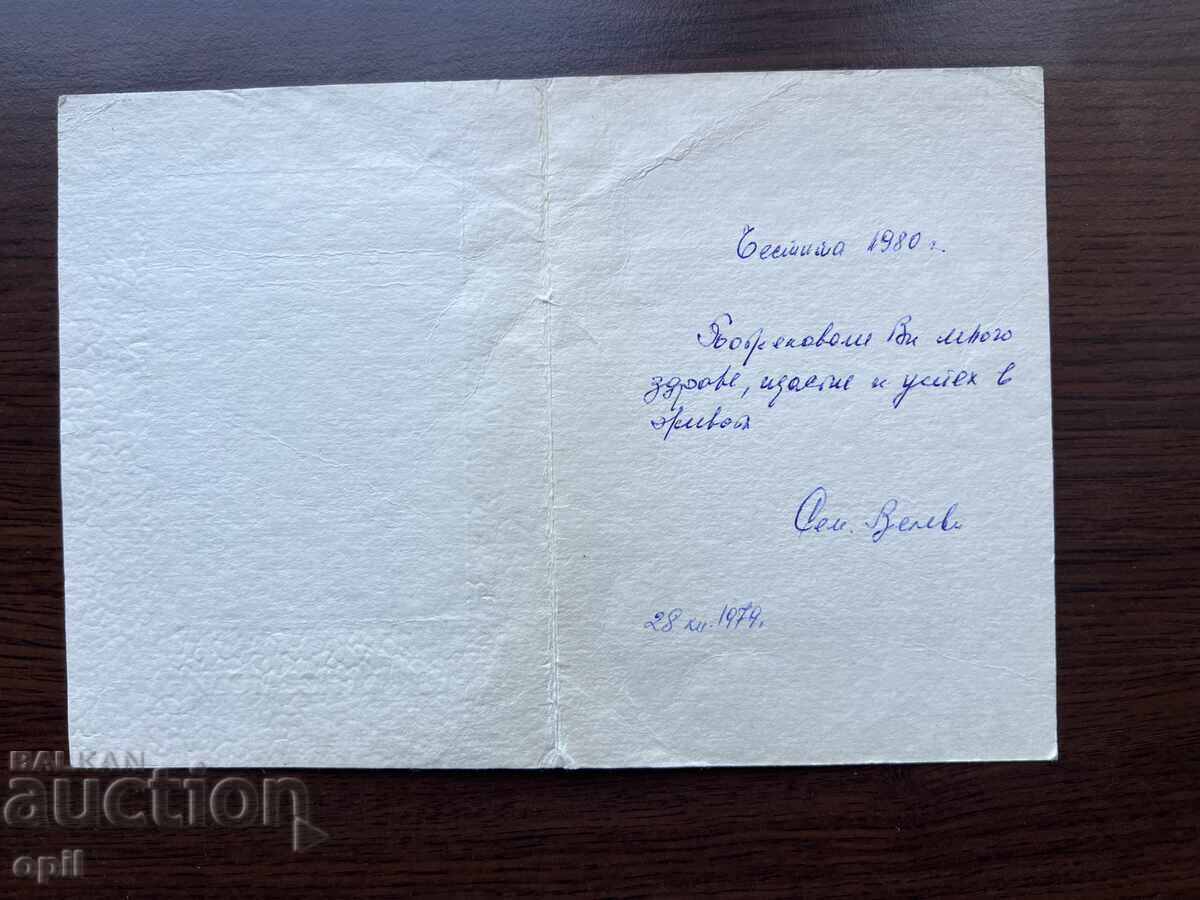 Честита 1980 г.
Пожелаваме Ви много
здраве, щастие и успех в
живота
Сем. Велеви
28 XII. 1979.
BALKAN
auction
opil